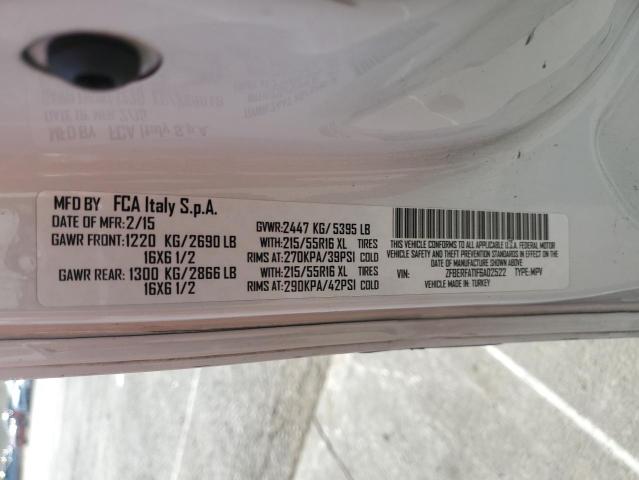 MFD BY FCA Italy S.p.A.
DATE OF MFR:2/15 GVWR:2447 KG/5395 LB
GAWR FRONT:1220 KG/2690 LB WITH:215/55R16 XL TIRES
16X6 1/2 RIMS AT:270KPA/39PSI COLD
GAWR REAR:1300 KG/2866 LB WITH:215/55R16 XL TIRES
16X6 1/2 RIMS AT:290KPA/42PSI COLD
THIS VEHICLE CONFORMS TO ALL APPLICABLE U.S.A. FEDERAL MOTOR
VEHICLE SAFETY AND THEFT PREVENTION STANDARDS IN EFFECT ON THE
DATE OF MANUFACTURE SHOWN ABOVE.
VIN: ZFBERFAT1F6A02522 TYPE:MPV
VEHICLE MADE IN: TURKEY